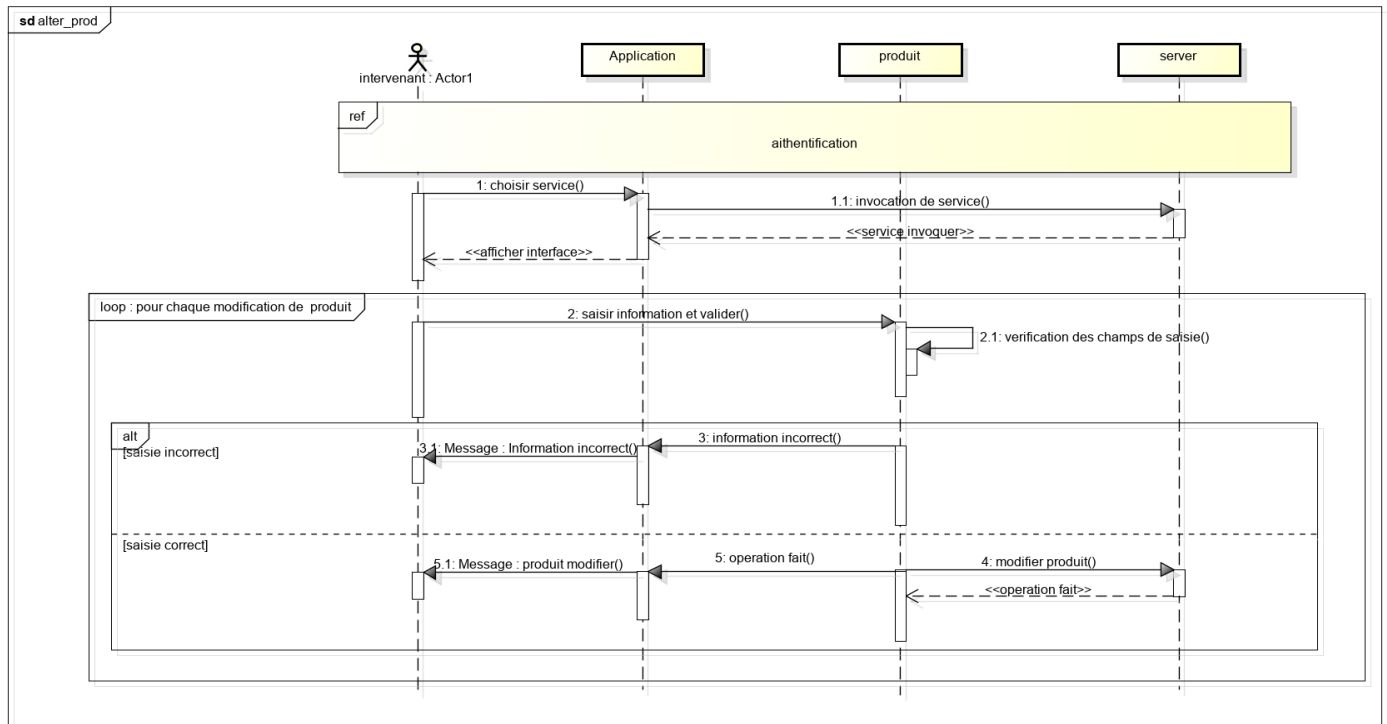 sd alter_prod
intervenant : Actor1
Application
produit
server
ref
aithentification
1: choisir service()
1.1: invocation de service()
<<service invoquer>>
<<afficher interface>>
loop : pour chaque modification de produit
2: saisir information et valider()
2.1: verification des champs de saisie()
alt
[saisie incorrect]
3: information incorrect()
3.1: Message : Information incorrect()
[saisie correct]
5: operation fait()
4: modifier produit()
5.1: Message : produit modifier()
<<operation fait>>